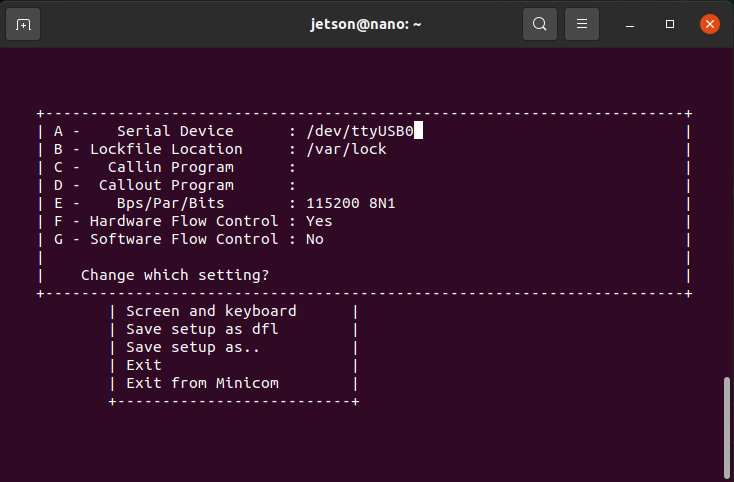 jetson@nano: ~
+-----------------------------------------------------------------------+
| A -    Serial Device      : /dev/ttyUSB0                              |
| B - Lockfile Location     : /var/lock                                 |
| C -   Callin Program      :                                           |
| D -  Callout Program      :                                           |
| E -    Bps/Par/Bits       : 115200 8N1                                |
| F - Hardware Flow Control : Yes                                       |
| G - Software Flow Control : No                                        |
|                                                                       |
|    Change which setting?                                              |
+-----------------------------------------------------------------------+
        | Screen and keyboard      |
        | Save setup as dfl        |
        | Save setup as..          |
        | Exit                     |
        | Exit from Minicom        |
        +--------------------------+